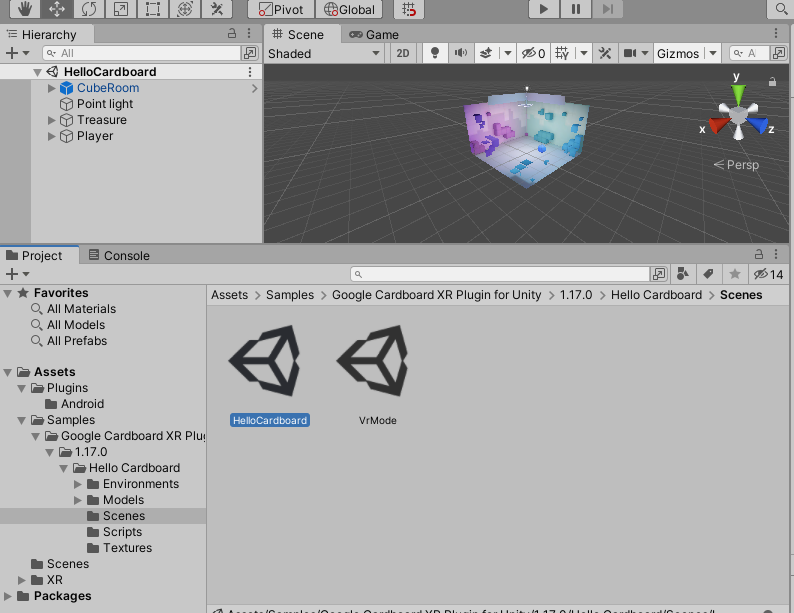 Pivot Global
Hierarchy
Scene Game
All
Shaded 2D 0 Gizmos A
HelloCardboard
CubeRoom
Point light
Treasure
Player
y
x z
Persp
Project Console
14
Favorites
All Materials
All Models
All Prefabs
Assets > Samples > Google Cardboard XR Plugin for Unity > 1.17.0 > Hello Cardboard > Scenes
Assets
Plugins
Android
Samples
Google Cardboard XR Plug
1.17.0
Hello Cardboard
Environments
Models
Scenes
Scripts
Textures
Scenes
XR
Packages
HelloCardboard VrMode
Assets/Samples/Google Cardboard XR Plugin for Unity/1.17.0/Hello Cardboard/Scenes/